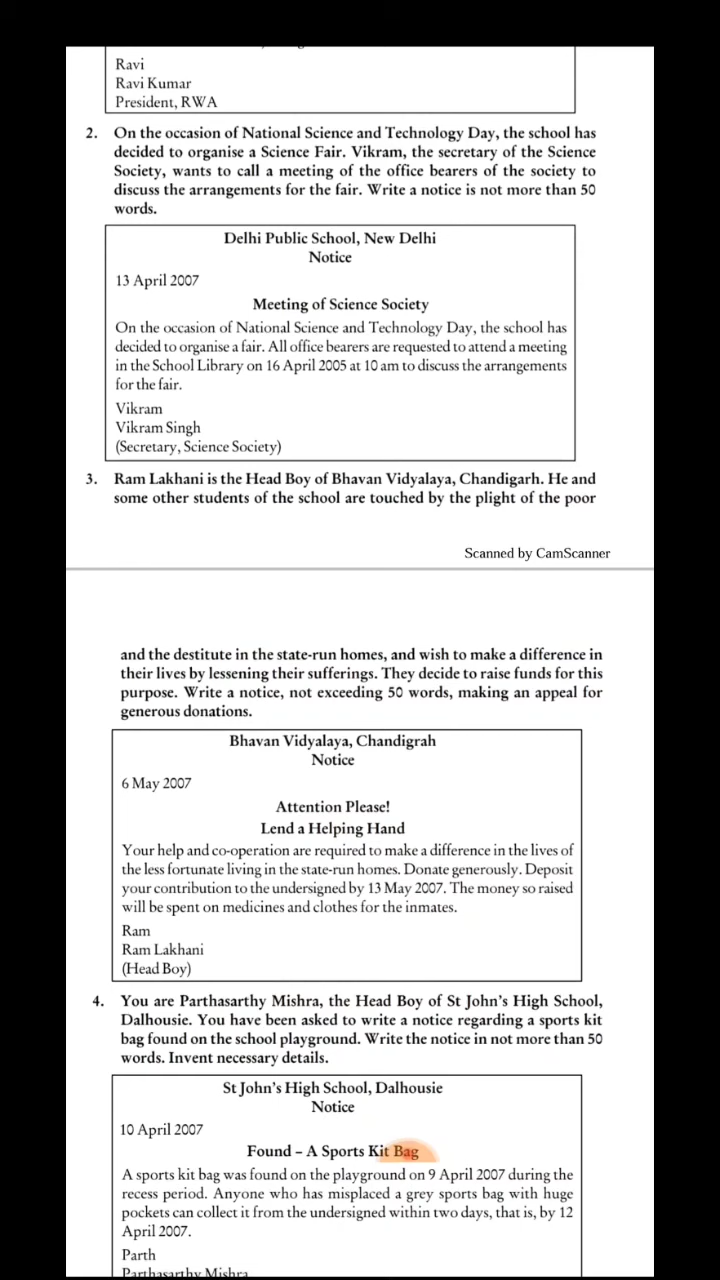 Ravi
Ravi Kumar
President, RWA
2. On the occasion of National Science and Technology Day, the school has
decided to organise a Science Fair. Vikram, the secretary of the Science
Society, wants to call a meeting of the office bearers of the society to
discuss the arrangements for the fair. Write a notice is not more than 50
words.
Delhi Public School, New Delhi
Notice
13 April 2007
Meeting of Science Society
On the occasion of National Science and Technology Day, the school has
decided to organise a fair. All office bearers are requested to attend a meeting
in the School Library on 16 April 2005 at 10 am to discuss the arrangements
for the fair.
Vikram
Vikram Singh
(Secretary, Science Society)
3. Ram Lakhani is the Head Boy of Bhavan Vidyalaya, Chandigarh. He and
some other students of the school are touched by the plight of the poor
Scanned by CamScanner
and the destitute in the state-run homes, and wish to make a difference in
their lives by lessening their sufferings. They decide to raise funds for this
purpose. Write a notice, not exceeding 50 words, making an appeal for
generous donations.
Bhavan Vidyalaya, Chandigrah
Notice
6 May 2007
Attention Please!
Lend a Helping Hand
Your help and co-operation are required to make a difference in the lives of
the less fortunate living in the state-run homes. Donate generously. Deposit
your contribution to the undersigned by 13 May 2007. The money so raised
will be spent on medicines and clothes for the inmates.
Ram
Ram Lakhani
(Head Boy)
4. You are Parthasarthy Mishra, the Head Boy of St John's High School,
Dalhousie. You have been asked to write a notice regarding a sports kit
bag found on the school playground. Write the notice in not more than 50
words. Invent necessary details.
St John's High School, Dalhousie
Notice
10 April 2007
Found – A Sports Kit Bag
A sports kit bag was found on the playground on 9 April 2007 during the
recess period. Anyone who has misplaced a grey sports bag with huge
pockets can collect it from the undersigned within two days, that is, by 12
April 2007.
Parth
Parthasarthy Mishra